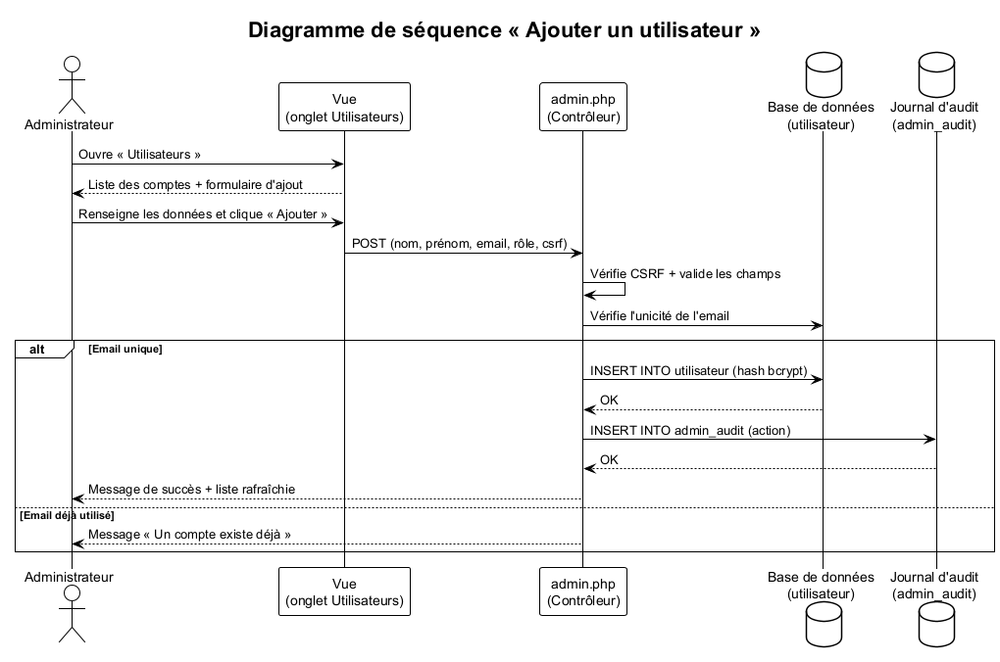 Diagramme de séquence « Ajouter un utilisateur »
Administrateur
Vue
(onglet Utilisateurs)
admin.php
(Contrôleur)
Base de données
(utilisateur)
Journal d'audit
(admin_audit)
Ouvre « Utilisateurs »
Liste des comptes + formulaire d'ajout
Renseigne les données et clique « Ajouter »
POST (nom, prénom, email, rôle, csrf)
Vérifie CSRF + valide les champs
Vérifie l'unicité de l'email
alt
[Email unique]
INSERT INTO utilisateur (hash bcrypt)
OK
INSERT INTO admin_audit (action)
OK
Message de succès + liste rafraîchie
[Email déjà utilisé]
Message « Un compte existe déjà »
Administrateur
Vue
(onglet Utilisateurs)
admin.php
(Contrôleur)
Base de données
(utilisateur)
Journal d'audit
(admin_audit)